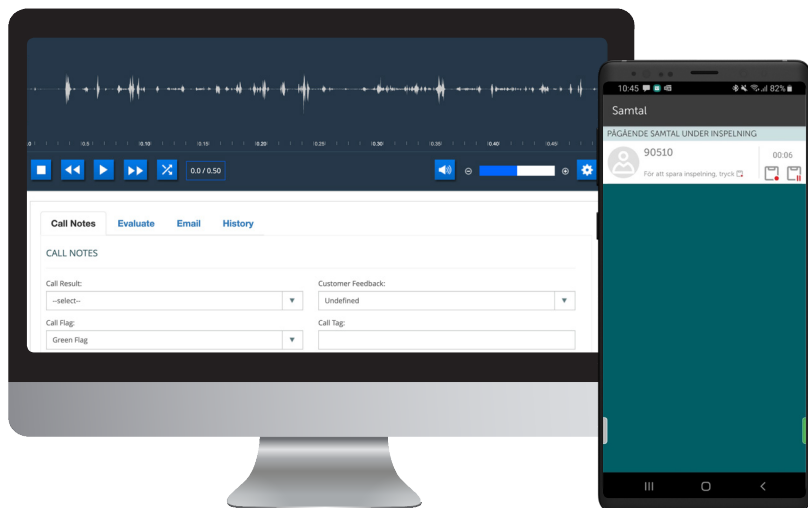 .0 0.5 0.10 0.15 0.20 0.25 0.30 0.35 0.40 0.45
0.0 / 0.50
Call Notes Evaluate Email History
CALL NOTES
Call Result: Customer Feedback:
--select-- Undefined
Call Flag: Call Tag:
Green Flag
10:45 82%
Samtal
PÅGÅENDE SAMTAL UNDER INSPELNING
90510 00:06
För att spara inspelning, tryck